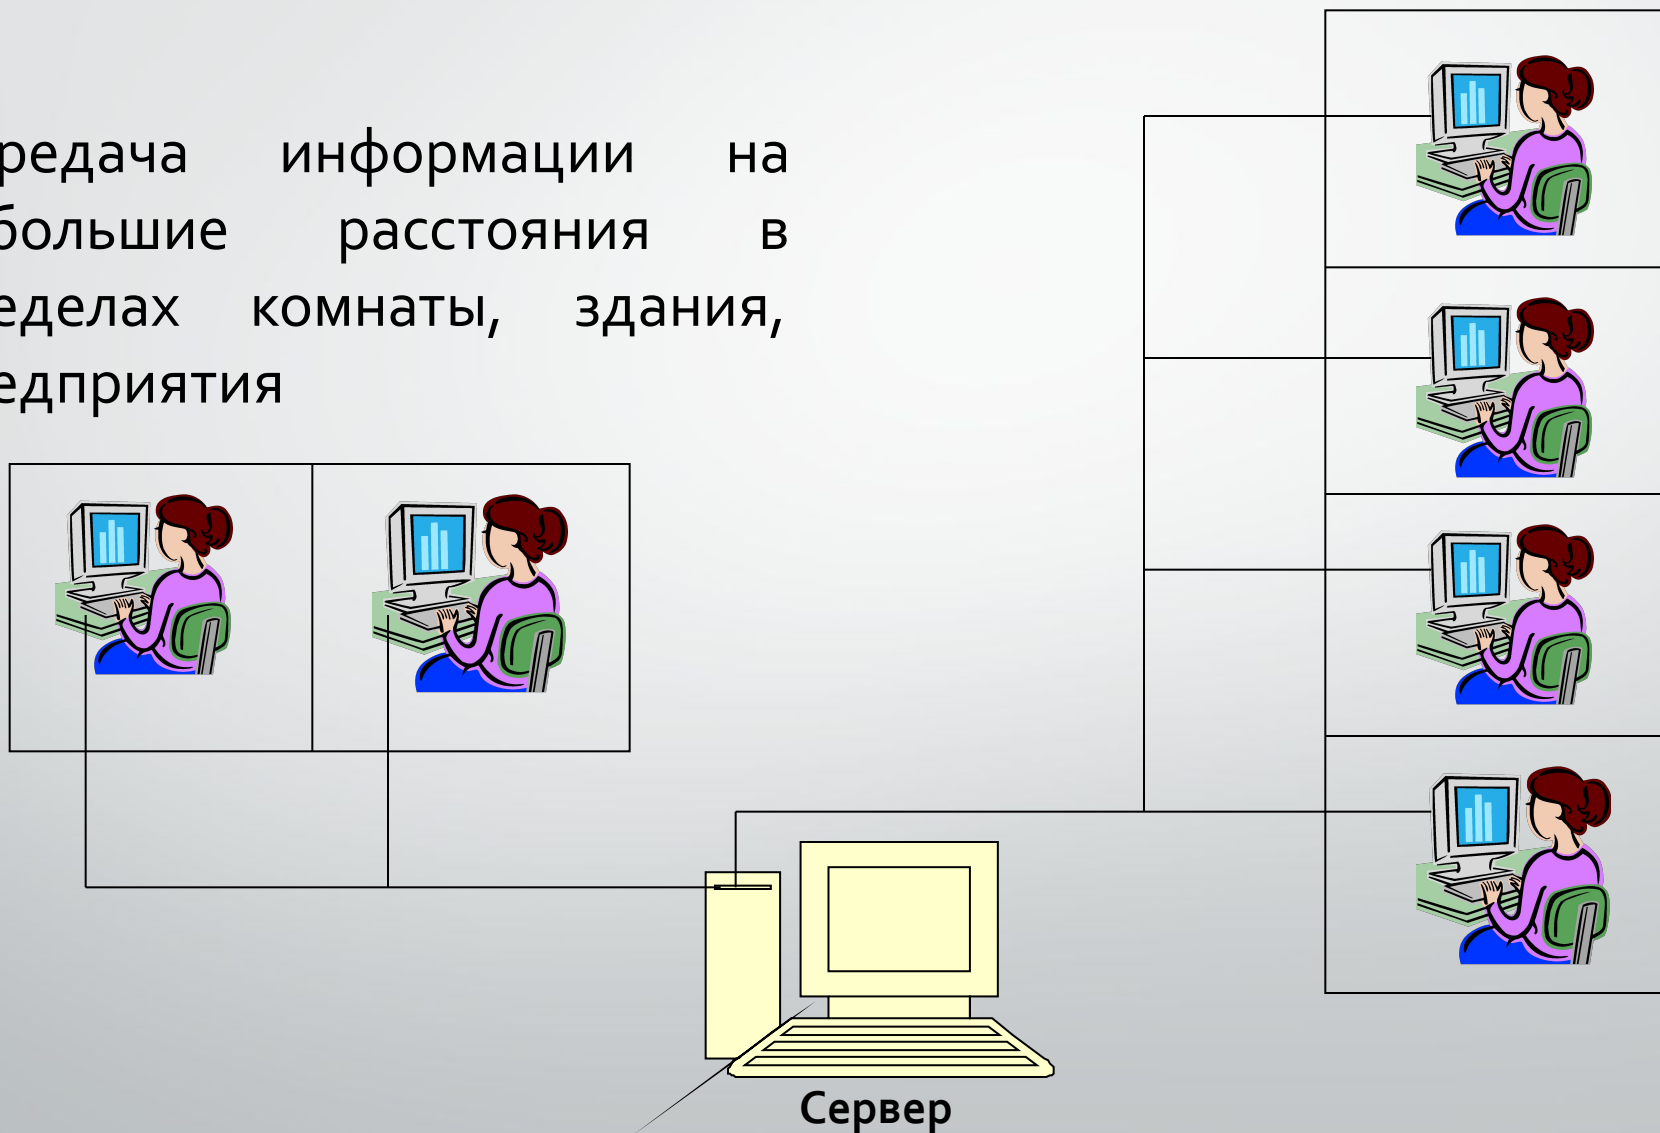 редача информации на
большие расстояния в
еделах комнаты, здания,
едприятия
Сервер